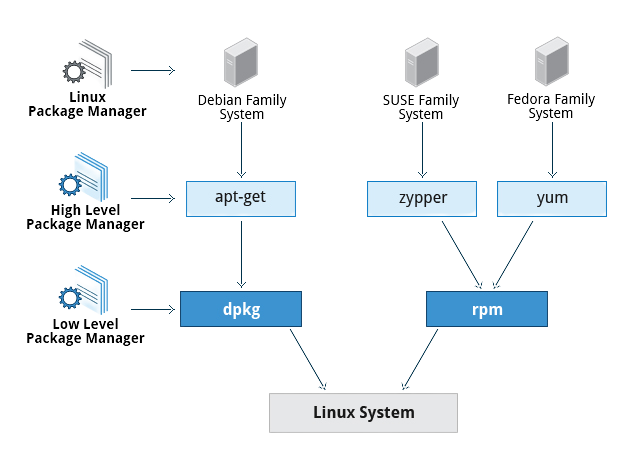 Linux
Package Manager
Debian Family
System
SUSE Family
System
Fedora Family
System
High Level
Package Manager
apt-get
zypper
yum
Low Level
Package Manager
dpkg
rpm
Linux System